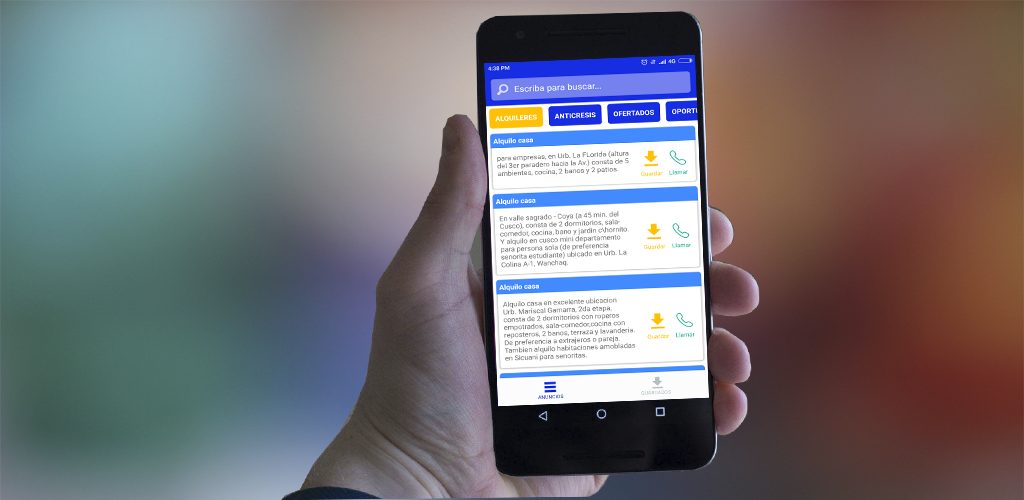 4:38 PM
4G
Escriba para buscar...
ALQUILERES
ANTICRESIS
OFERTADOS
OPORTU
Alquilo casa
para empresas, en Urb. La FLorida (altura
del 3er paradero hacia la Av.) consta de 5
ambientes, cocina, 2 banos y 2 patios.
Guardar
Llamar
Alquilo casa
En valle sagrado - Coya (a 45 min. del
Cusco), consta de 2 dormitorios, sala-
comedor, cocina, bano y jardin c\hornito.
Y alquilo en cusco mini departamento
para persona sola (de preferencia
senorita estudiante) ubicado en Urb. La
Colina A-1, Wanchaq.
Guardar
Llamar
Alquilo casa
Alquilo casa en excelente ubicacion
Urb. Mariscal Gamarra, 2da etapa,
consta de 2 dormitorios con roperos
empotrados, sala-comedor,cocina con
reposteros, 2 banos, terraza y lavanderia.
De preferencia a extrajeros o pareja.
Tambien alquilo habitaciones amobladas
en Sicuani para senoritas.
Guardar
Llamar
ANUNCIOS
GUARDADOS